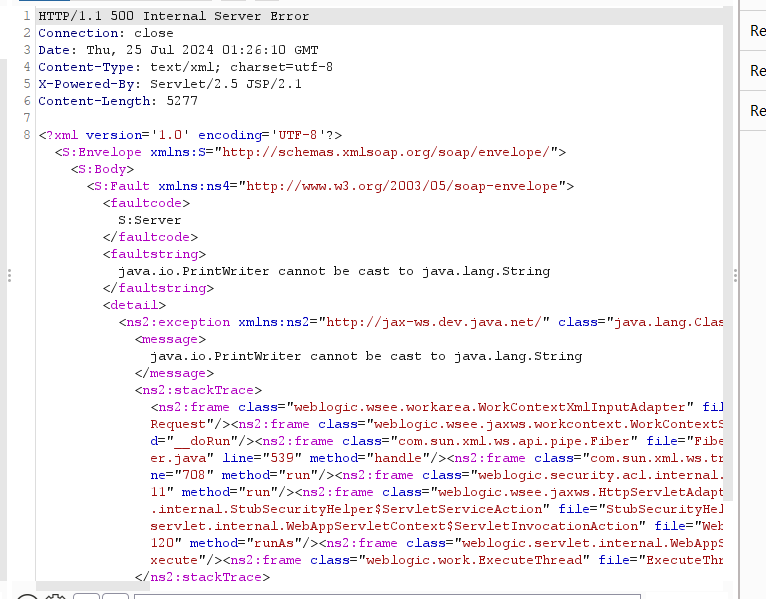 Re
Re
Re
1 HTTP/1.1 500 Internal Server Error
2 Connection: close
3 Date: Thu, 25 Jul 2024 01:26:10 GMT
4 Content-Type: text/xml; charset=utf-8
5 X-Powered-By: Servlet/2.5 JSP/2.1
6 Content-Length: 5277
7
8 <?xml version='1.0' encoding='UTF-8'?>
<S:Envelope xmlns:S="http://schemas.xmlsoap.org/soap/envelope/">
<S:Body>
<S:Fault xmlns:ns4="http://www.w3.org/2003/05/soap-envelope">
<faultcode>
S:Server
</faultcode>
<faultstring>
java.io.PrintWriter cannot be cast to java.lang.String
</faultstring>
<detail>
<ns2:exception xmlns:ns2="http://jax-ws.dev.java.net/" class="java.lang.Clas
<message>
java.io.PrintWriter cannot be cast to java.lang.String
</message>
<ns2:stackTrace>
<ns2:frame class="weblogic.wsee.workarea.WorkContextXmlInputAdapter" fil
Request"/><ns2:frame class="weblogic.wsee.jaxws.workcontext.WorkContextS
d="__doRun"/><ns2:frame class="com.sun.xml.ws.api.pipe.Fiber" file="Fibe
er.java" line="539" method="handle"/><ns2:frame class="com.sun.xml.ws.tr
ne="708" method="run"/><ns2:frame class="weblogic.security.acl.internal.
11" method="run"/><ns2:frame class="weblogic.wsee.jaxws.HttpServletAdapt
.internal.StubSecurityHelper$ServletServiceAction" file="StubSecurityHel
servlet.internal.WebAppServletContext$ServletInvocationAction" file="Web
120" method="runAs"/><ns2:frame class="weblogic.servlet.internal.WebAppS
xecute"/><ns2:frame class="weblogic.work.ExecuteThread" file="ExecuteThr
</ns2:stackTrace>